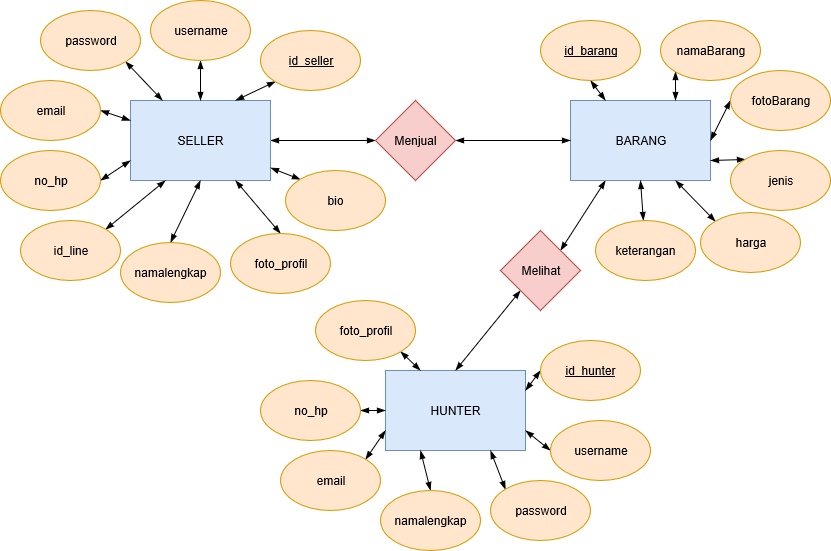 username
password
id_seller
id_barang
namaBarang
email
fotoBarang
SELLER
Menjual
BARANG
no_hp
jenis
bio
id_line
namalengkap
foto_profil
keterangan
harga
Melihat
foto_profil
id_hunter
no_hp
HUNTER
username
email
namalengkap
password